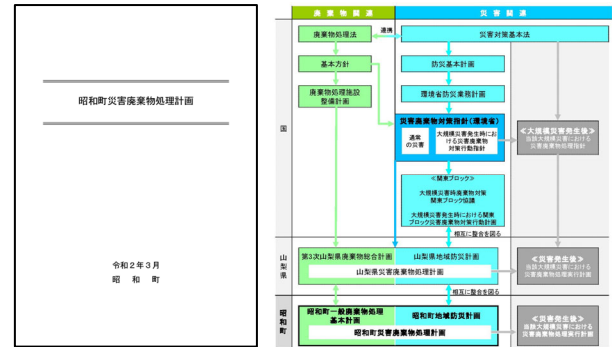 昭和町災害廃棄物処理計画
令和２年３月
昭 和 町
廃 棄 物 関 連
災 害 関 連
国
廃棄物処理法
連携
災害対策基本法
基本方針
防災基本計画
廃棄物処理施設
整備計画
環境省防災業務計画
災害廃棄物対策指針（環境省）
通常
の災害
大規模災害発生時にお
ける災害廃棄物
対策行動指針
≪大規模災害発生後≫
当該大規模災害における
災害廃棄物処理指針
≪関東ブロック≫
大規模災害時廃棄物対策
関東ブロック協議
大規模災害発生時における関東
ブロック災害廃棄物対策行動計画
相互に整合を図る
山梨県
第3次山梨県廃棄物総合計画
山梨県地域防災計画
山梨県災害廃棄物処理計画
≪災害発生後≫
当該大規模災害における
災害廃棄物処理実行計画
相互に整合を図る
昭和町
昭和町一般廃棄物処理
基本計画
昭和町地域防災計画
昭和町災害廃棄物処理計画
≪災害発生後≫
当該大規模災害における
災害廃棄物処理実行計画